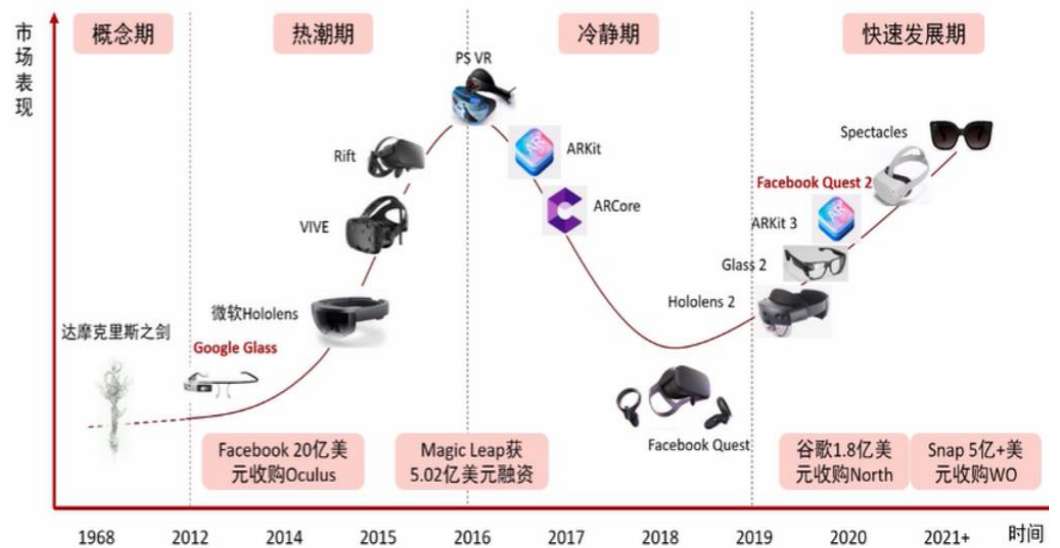 市
场
表
现
概念期
热潮期
冷静期
快速发展期
PS VR
Rift
ARKit
VIVE
ARCore
微软Hololens
达摩克里斯之剑
Google Glass
Spectacles
Facebook Quest 2
ARKit 3
Glass 2
Hololens 2
Facebook Quest
Facebook 20亿美
元收购Oculus
Magic Leap获
5.02亿美元融资
谷歌1.8亿美
元收购North
Snap 5亿+美
元收购WO
1968
2012
2014
2015
2016
2017
2018
2019
2020
2021+
时间